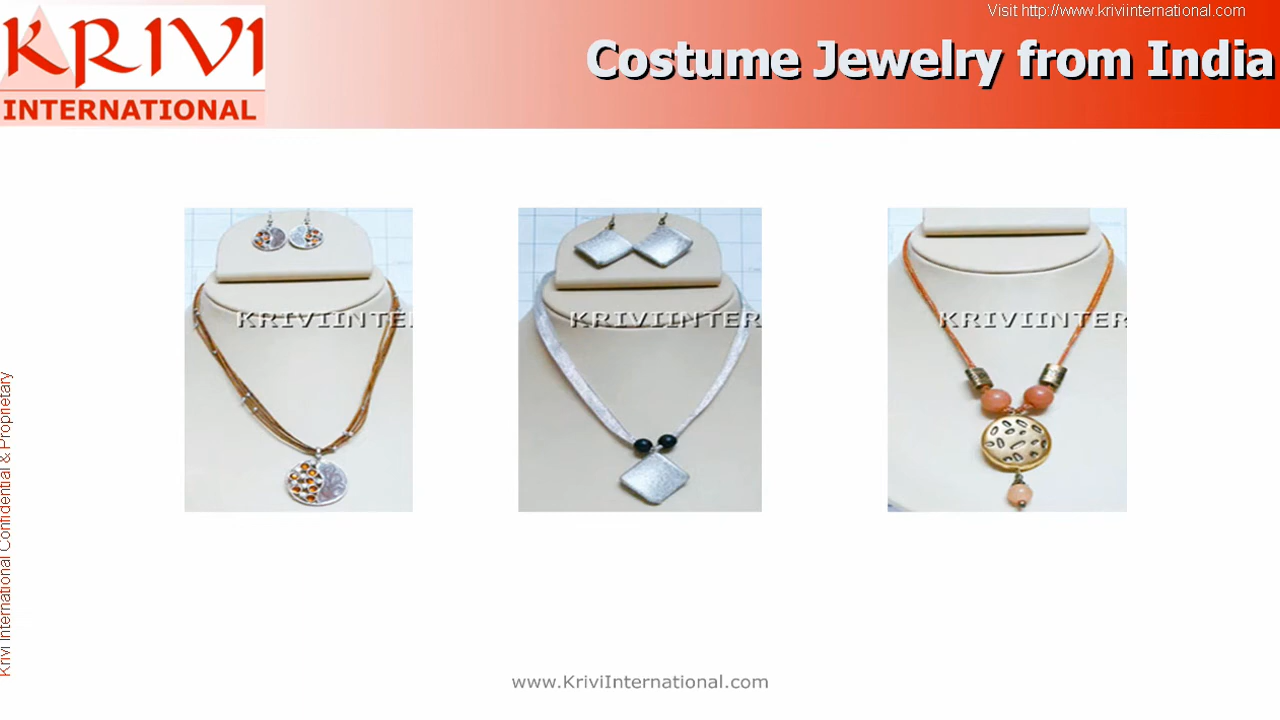 Visit http://www.kriviinternational.com
KRIVI
INTERNATIONAL
Costume Jewelry from India
KRIVIINTER
KRIVIINTER
KRIVIINTER
Krivi International Confidential & Proprietary
www.KriviInternational.com